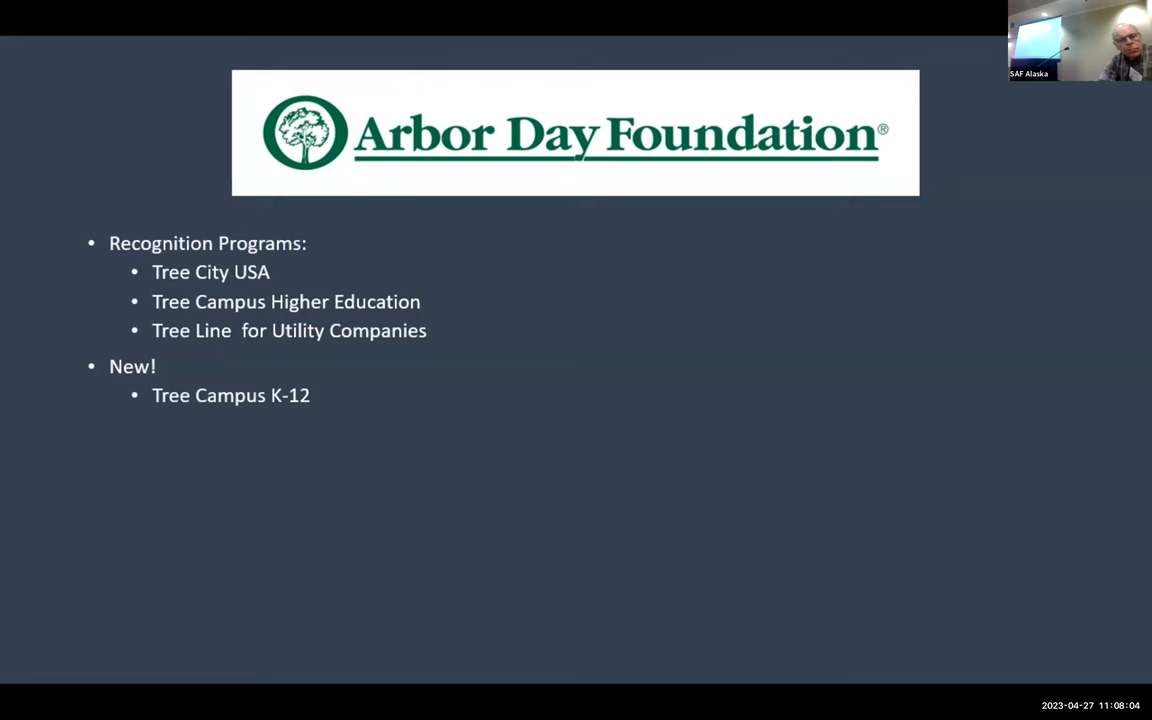 SAF Alaska
Arbor Day Foundation®
• Recognition Programs:
• Tree City USA
• Tree Campus Higher Education
• Tree Line  for Utility Companies
• New!
• Tree Campus K-12
2023-04-27 11:08:04